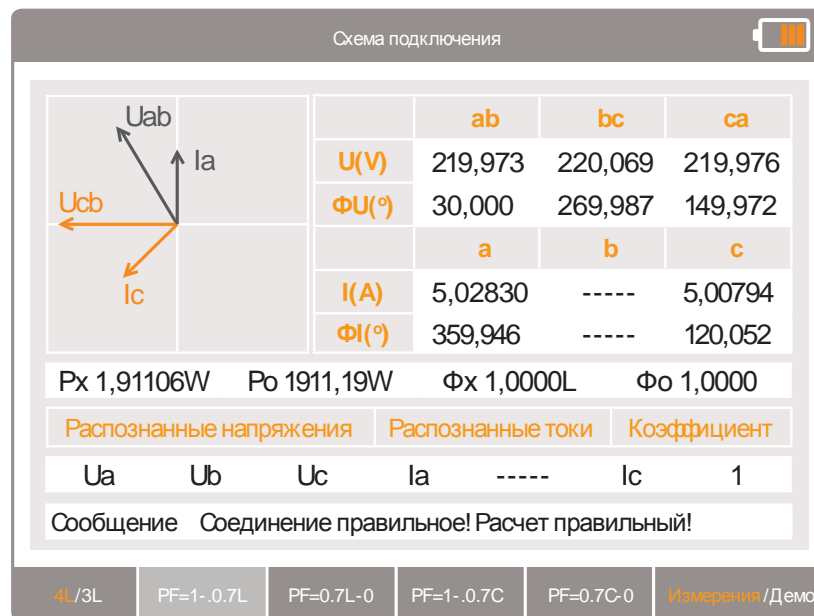 Схема подключения
Uab
Ia
Ucb
Ic
ab bc ca
U(V) 219,973 220,069 219,976
ΦU(º) 30,000 269,987 149,972
a b c
I(A) 5,02830 ----- 5,00794
ΦI(º) 359,946 ----- 120,052
Px 1,91106W Po 1911,19W Фx 1,0000L Фo 1,0000
Распознанные напряжения Распознанные токи Коэффициент
Ua Ub Uc Ia ----- Ic 1
Сообщение Соединение правильное! Расчет правильный!
4L/3L PF=1-.0.7L PF=0.7L-0 PF=1-.0.7C PF=0.7C-0 Измерения/Демо